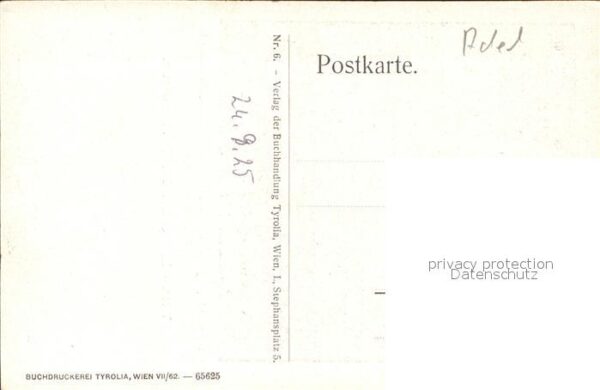 Adel
Postkarte.
24. 9. 25
Nr. 6. – Verlag der Buchhandlung Tyrolia, Wien, I., Stephansplatz 5.
privacy protection
Datenschutz
BUCHDRUCKEREI TYROLIA, WIEN VII/62. — 65625